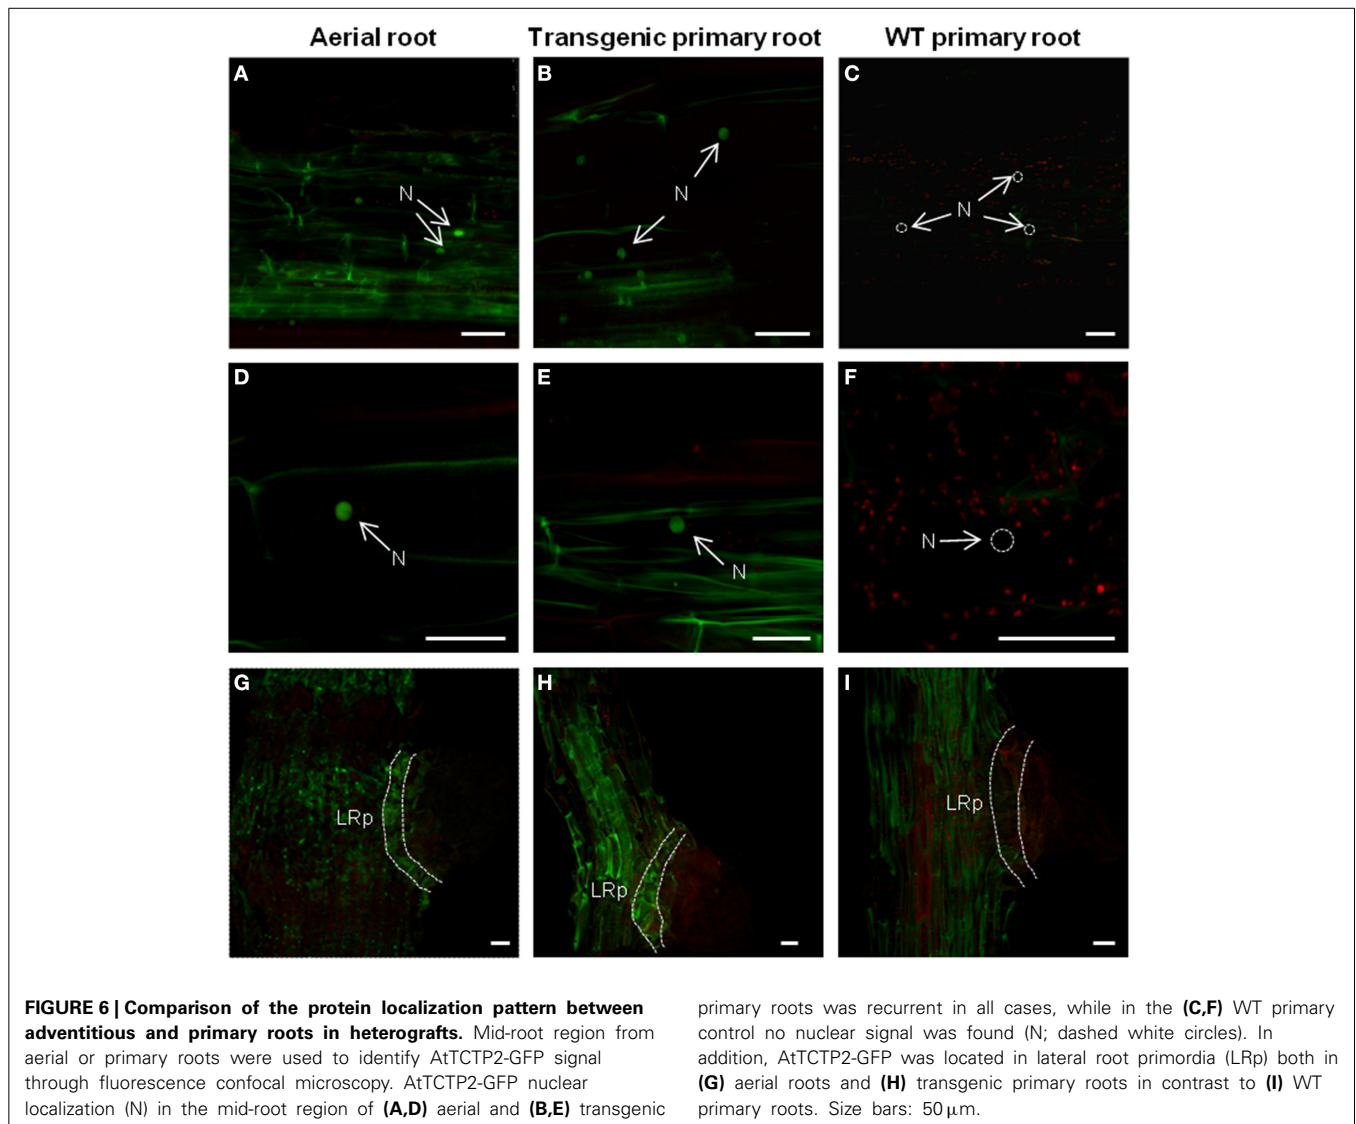 Aerial root
Transgenic primary root
WT primary root
A
B
C
N
N
N
D
E
F
N
N
N
G
H
I
LRp
LRp
LRp
FIGURE 6 | Comparison of the protein localization pattern between
adventitious and primary roots in heterografts. Mid-root region from
aerial or primary roots were used to identify AtTCTP2-GFP signal
through fluorescence confocal microscopy. AtTCTP2-GFP nuclear
localization (N) in the mid-root region of (A,D) aerial and (B,E) transgenic
primary roots was recurrent in all cases, while in the (C,F) WT primary
control no nuclear signal was found (N; dashed white circles). In
addition, AtTCTP2-GFP was located in lateral root primordia (LRp) both in
(G) aerial roots and (H) transgenic primary roots in contrast to (I) WT
primary roots. Size bars: 50 μm.